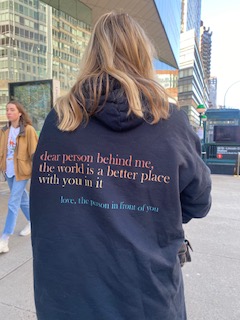 dear person behind me,
the world is a better place
with you in it
love, the person in front of you